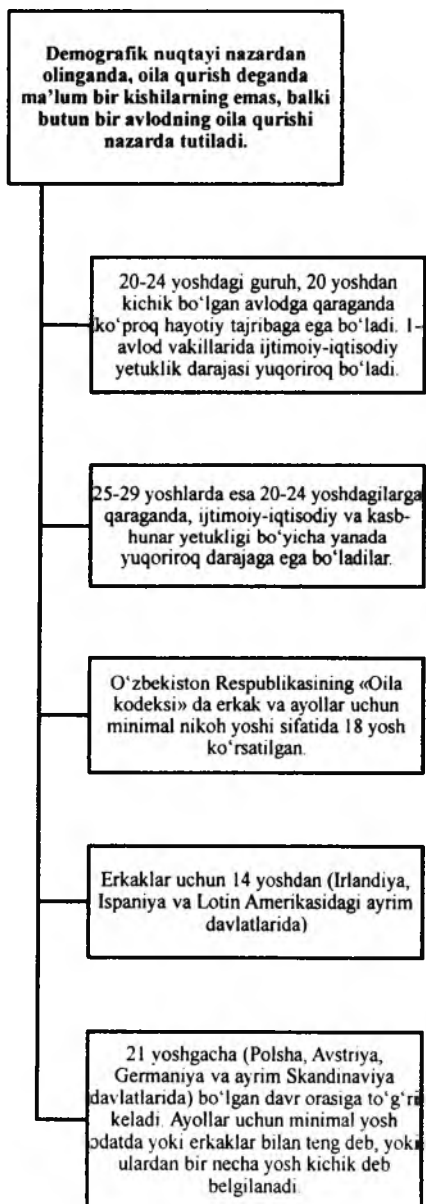 Demografik nuqtayi nazardan
olinganda, oila qurish deganda
ma’lum bir kishilarning emas, balki
butun bir avlodning oila qurishi
nazarda tutiladi.
20-24 yoshdagi guruh, 20 yoshdan
kichik bo‘lgan avlodga qaraganda
ko‘proq hayotiy tajribaga ega bo‘ladi. 1-
avlod vakillarida ijtimoiy-iqtisodiy
yetuklik darajasi yuqoriroq bo‘ladi.
25-29 yoshlarda esa 20-24 yoshdagilarga
qaraganda, ijtimoiy-iqtisodiy va kasb-
hunar yetukligi bo‘yicha yanada
yuqoriroq darajaga ega bo‘ladilar.
O‘zbekiston Respublikasining «Oila
kodeksi» da erkak va ayollar uchun
minimal nikoh yoshi sifatida 18 yosh
ko‘rsatilgan.
Erkaklar uchun 14 yoshdan (Irlandiya,
Ispaniya va Lotin Amerikasidagi ayrim
davlatlarida)
21 yoshgacha (Polsha, Avstriya,
Germaniya va ayrim Skandinaviya
davlatlarida) bo‘lgan davr orasiga to‘g‘ri
keladi. Ayollar uchun minimal yosh
odatda yoki erkaklar bilan teng deb, yoki
ulardan bir necha yosh kichik deb
belgilanadi.